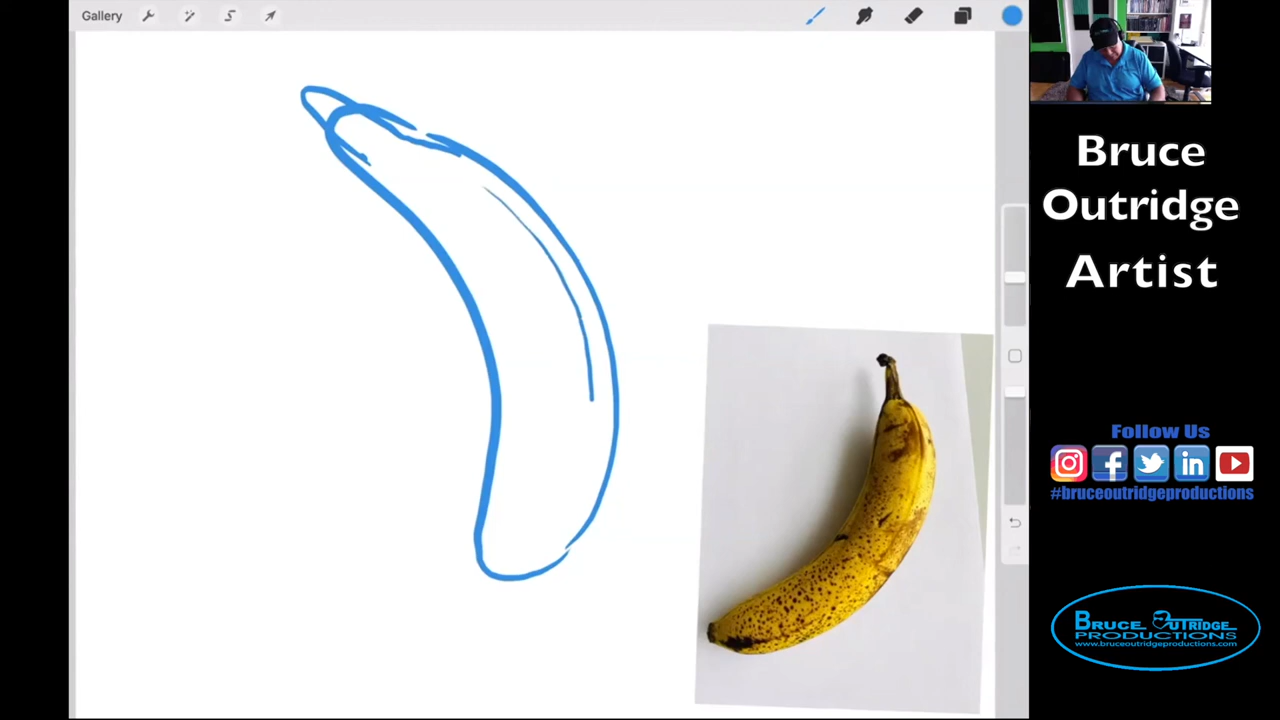 Gallery
Bruce
Outridge
Artist
Follow Us
#bruceoutridgeproductions
BRUCE OUTRIDGE
PRODUCTIONS
www.bruceoutridgeproductions.com